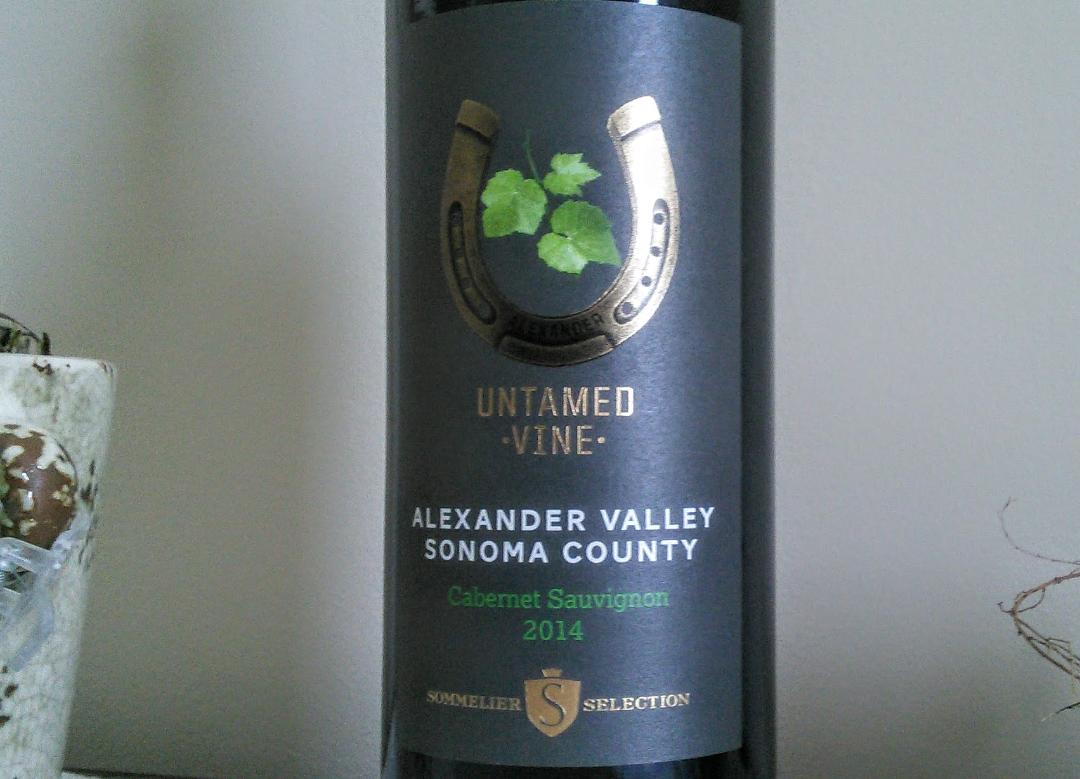 ALEXANDER
UNTAMED
·VINE·
ALEXANDER VALLEY
SONOMA COUNTY
Cabernet Sauvignon
2014
SOMMELIER S SELECTION